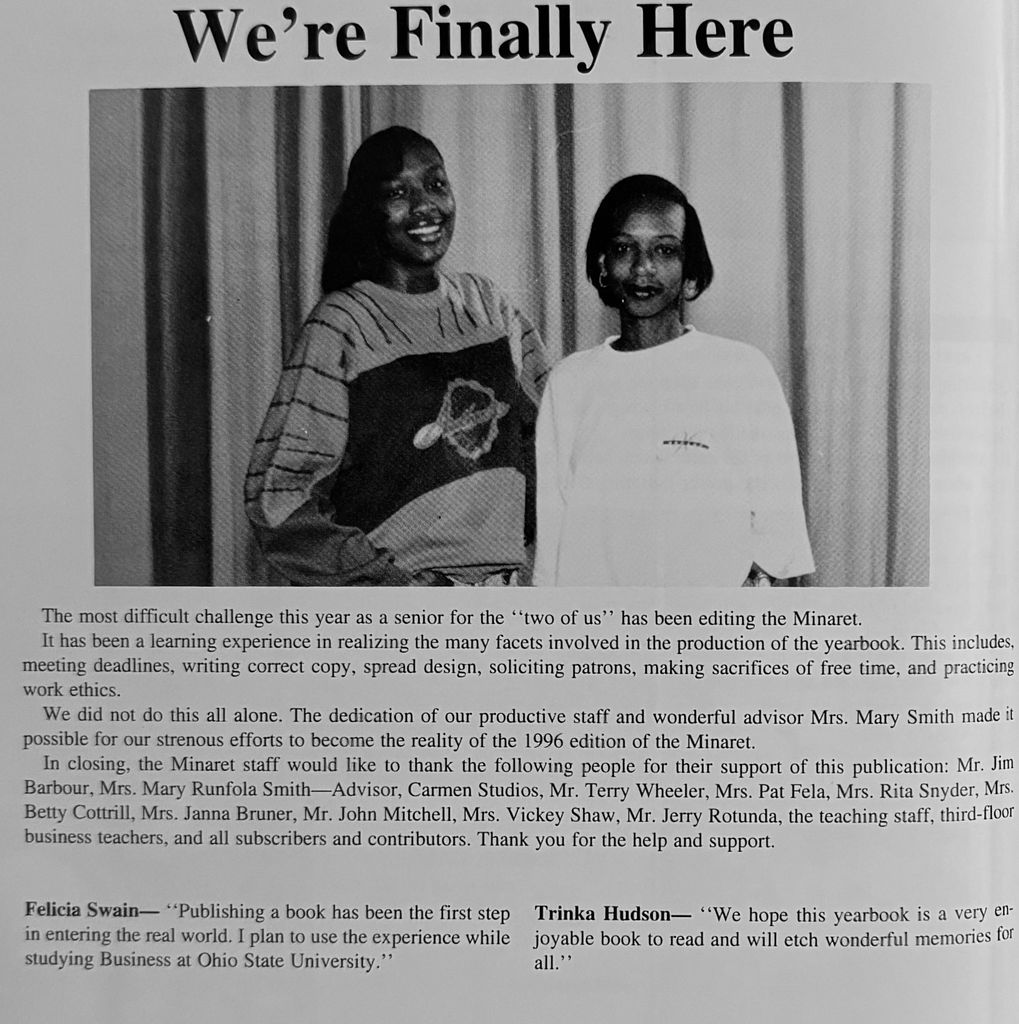 We're Finally Here
The most difficult challenge this year as a senior for the ‘‘two of us’’ has been editing the Minaret.
It has been a learning experience in realizing the many facets involved in the production of the yearbook. This includes,
meeting deadlines, writing correct copy, spread design, soliciting patrons, making sacrifices of free time, and practicing
work ethics.
We did not do this all alone. The dedication of our productive staff and wonderful advisor Mrs. Mary Smith made it
possible for our strenous efforts to become the reality of the 1996 edition of the Minaret.
In closing, the Minaret staff would like to thank the following people for their support of this publication: Mr. Jim
Barbour, Mrs. Mary Runfola Smith—Advisor, Carmen Studios, Mr. Terry Wheeler, Mrs. Pat Fela, Mrs. Rita Snyder, Mrs.
Betty Cottrill, Mrs. Janna Bruner, Mr. John Mitchell, Mrs. Vickey Shaw, Mr. Jerry Rotunda, the teaching staff, third-floor
business teachers, and all subscribers and contributors. Thank you for the help and support.
Felicia Swain— ‘‘Publishing a book has been the first step
in entering the real world. I plan to use the experience while
studying Business at Ohio State University.’’
Trinka Hudson— ‘‘We hope this yearbook is a very en-
joyable book to read and will etch wonderful memories for
all.’’